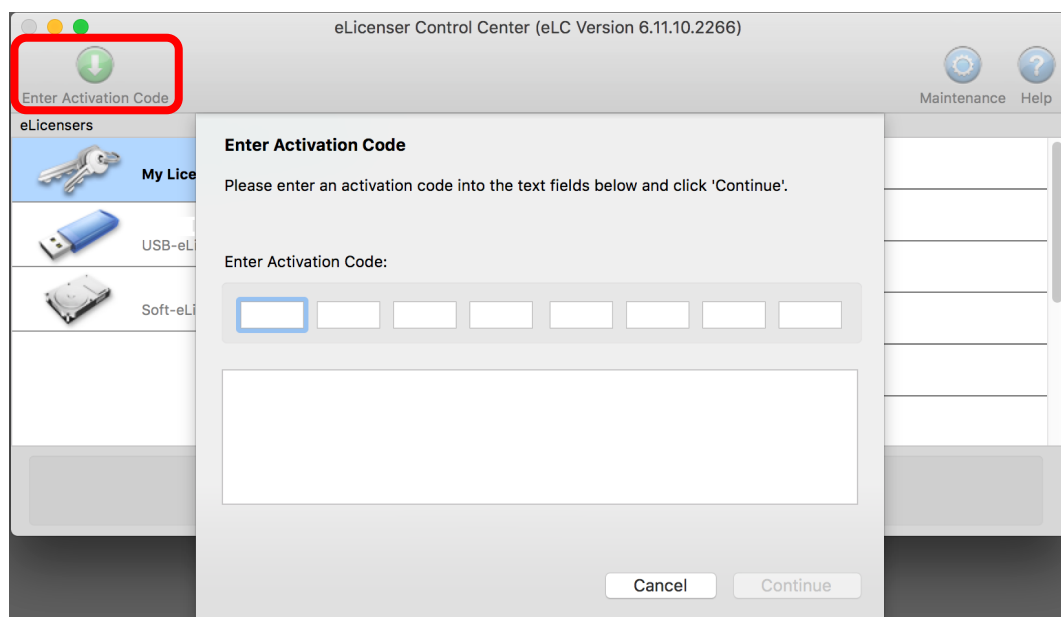 eLicenser Control Center (eLC Version 6.11.10.2266)
Enter Activation Code
Maintenance
Help
eLicensers
My Lice
USB-eLi
Soft-eLi
Enter Activation Code
Please enter an activation code into the text fields below and click 'Continue'.
Enter Activation Code:
Cancel
Continue